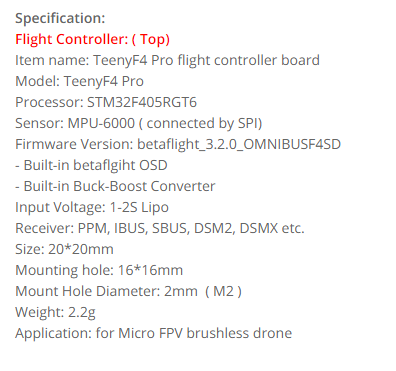 Specification:
Flight Controller: ( Top)
Item name: TeenyF4 Pro flight controller board
Model: TeenyF4 Pro
Processor: STM32F405RGT6
Sensor: MPU-6000 ( connected by SPI)
Firmware Version: betaflight_3.2.0_OMNIBUSF4SD
- Built-in betaflgiht OSD
- Built-in Buck-Boost Converter
Input Voltage: 1-2S Lipo
Receiver: PPM, IBUS, SBUS, DSM2, DSMX etc.
Size: 20*20mm
Mounting hole: 16*16mm
Mount Hole Diameter: 2mm  ( M2 )
Weight: 2.2g
Application: for Micro FPV brushless drone